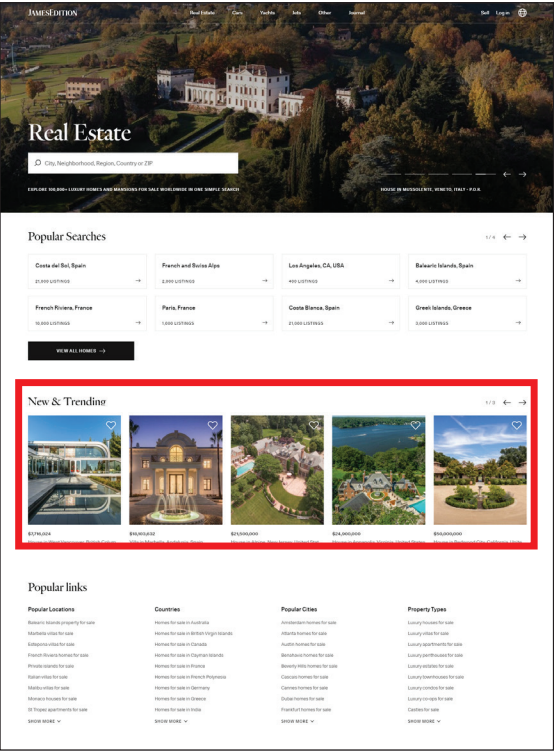 JAMESEDITION
Real Estate Cars Yachts Jets Other Journal
Sell Log in
Real Estate
City, Neighborhood, Region, Country or ZIP
EXPLORE 100,000+ LUXURY HOMES AND MANSIONS FOR SALE WORLDWIDE IN ONE SIMPLE SEARCH
HOUSE IN MUSSOLENTE, VENETO, ITALY - P.O.R.
Popular Searches
1 / 4
Costa del Sol, Spain
21,000 LISTINGS
French and Swiss Alps
2,000 LISTINGS
Los Angeles, CA, USA
400 LISTINGS
Balearic Islands, Spain
4,000 LISTINGS
French Riviera, France
Paris, France
1,000 LISTINGS
Costa Blanca, Spain
21,000 LISTINGS
Greek Islands, Greece
3,000 LISTINGS
VIEW ALL HOMES
New & Trending
1 / 3
$21,500,000
$24,900,000
$50,000,000
Popular links
Popular Locations
Balearic Islands property for sale
Marbella villas for sale
Estepona villas for sale
French Riviera homes for sale
Private islands for sale
Italian villas for sale
Malibu villas for sale
Monaco houses for sale
St Tropez apartments for sale
SHOW MORE
Countries
Homes for sale in Australia
Homes for sale in British Virgin Islands
Homes for sale in Canada
Homes for sale in Cayman Islands
Homes for sale in France
Homes for sale in French Polynesia
Homes for sale in Germany
Homes for sale in Greece
Homes for sale in India
SHOW MORE
Popular Cities
Amsterdam homes for sale
Atlanta homes for sale
Austin homes for sale
Benahavis homes for sale
Beverly Hills homes for sale
Cascais homes for sale
Cannes homes for sale
Dubai homes for sale
Frankfurt homes for sale
SHOW MORE
Property Types
Luxury houses for sale
Luxury villas for sale
Luxury apartments for sale
Luxury penthouses for sale
Luxury estates for sale
Luxury townhouses for sale
Luxury condos for sale
Luxury co-ops for sale
Castles for sale
SHOW MORE